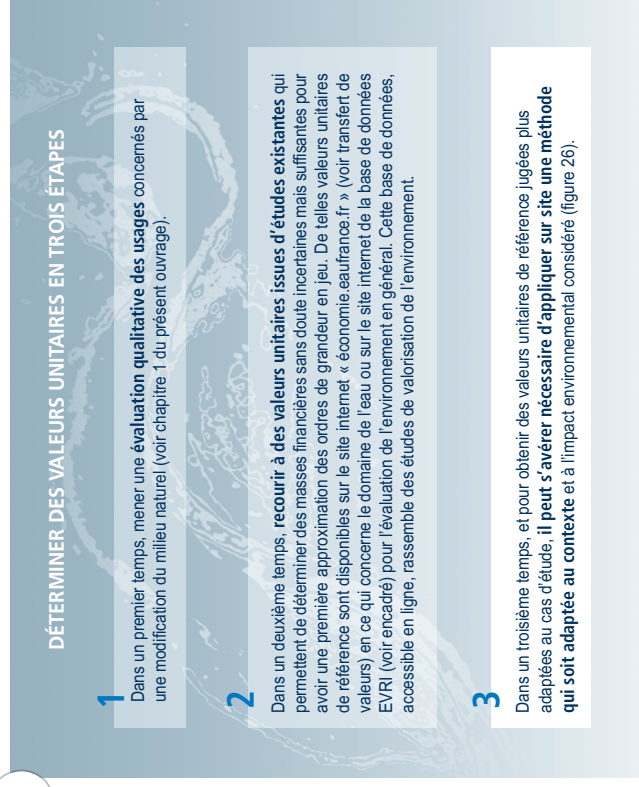 DÉTERMINER DES VALEURS UNITAIRES EN TROIS ÉTAPES
1
Dans un premier temps, mener une évaluation qualitative des usages concernés par
une modification du milieu naturel (voir chapitre 1 du présent ouvrage).
2
Dans un deuxième temps, recourir à des valeurs unitaires issues d'études existantes qui
permettent de déterminer des masses financières sans doute incertaines mais suffisantes pour
avoir une première approximation des ordres de grandeur en jeu. De telles valeurs unitaires
de référence sont disponibles sur le site internet « économie.eaufrance.fr » (voir transfert de
valeurs) en ce qui concerne le domaine de l'eau ou sur le site internet de la base de données
EVRI (voir encadré) pour l'évaluation de l'environnement en général. Cette base de données,
accessible en ligne, rassemble des études de valorisation de l'environnement.
3
Dans un troisième temps, et pour obtenir des valeurs unitaires de référence jugées plus
adaptées au cas d'étude, il peut s'avérer nécessaire d'appliquer sur site une méthode
qui soit adaptée au contexte et à l'impact environnemental considéré (figure 26).